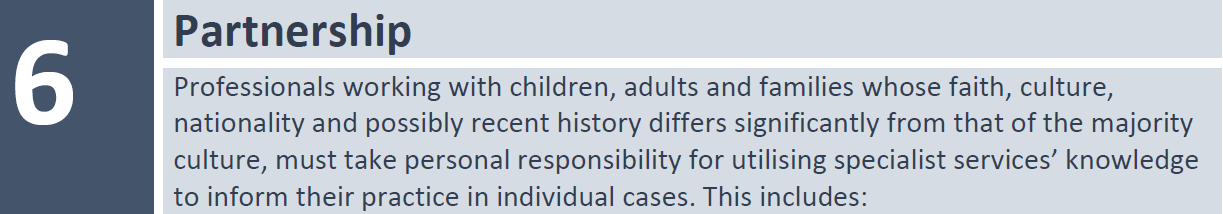 6
Partnership
Professionals working with children, adults and families whose faith, culture,
nationality and possibly recent history differs significantly from that of the majority
culture, must take personal responsibility for utilising specialist services’ knowledge
to inform their practice in individual cases. This includes: